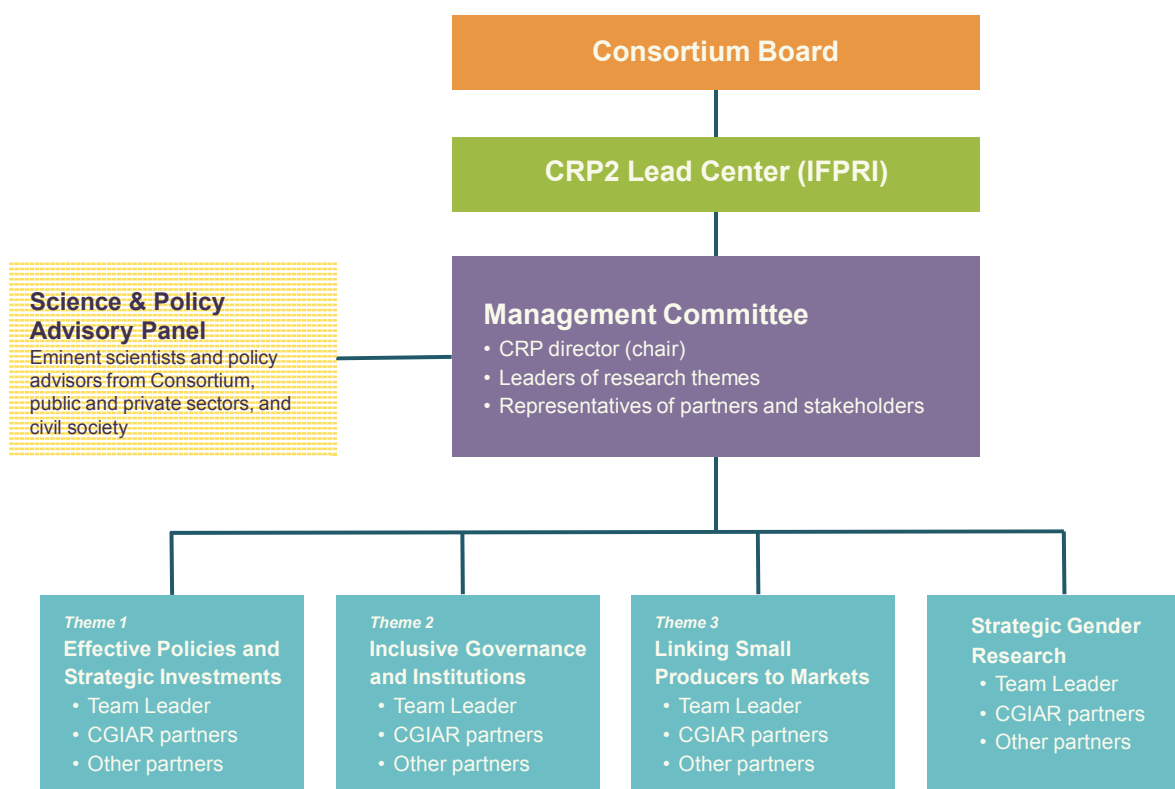 Consortium Board
CRP2 Lead Center (IFPRI)
Science & Policy
Advisory Panel
Eminent scientists and policy
advisors from Consortium,
public and private sectors, and
civil society
Management Committee
• CRP director (chair)
• Leaders of research themes
• Representatives of partners and stakeholders
Theme 1
Effective Policies and
Strategic Investments
• Team Leader
• CGIAR partners
• Other partners
Theme 2
Inclusive Governance
and Institutions
• Team Leader
• CGIAR partners
• Other partners
Theme 3
Linking Small
Producers to Markets
• Team Leader
• CGIAR partners
• Other partners
Strategic Gender
Research
• Team Leader
• CGIAR partners
• Other partners